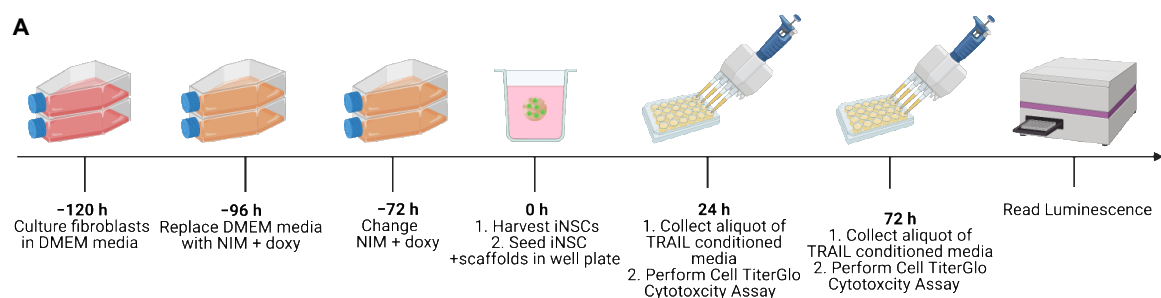 A
−120 h
Culture fibroblasts
in DMEM media
−96 h
Replace DMEM media
with NIM + doxy
−72 h
Change
NIM + doxy
0 h
1. Harvest iNSCs
2. Seed iNSC
+scaffolds in well plate
24 h
1. Collect aliquot of
TRAIL conditioned
media
2. Perform Cell TiterGlo
Cytotoxcity Assay
72 h
1. Collect aliquot of
TRAIL conditioned media
2. Perform Cell TiterGlo
Cytotoxcity Assay
Read Luminescence